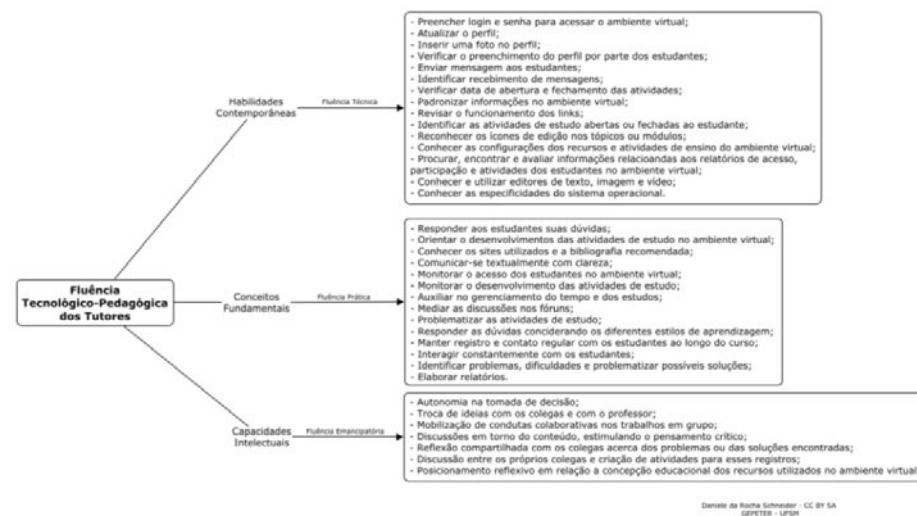 - Preencher login e senha para acessar o ambiente virtual;
- Atualizar o perfil;
- Inserir uma foto no perfil;
- Verificar o preenchimento do perfil por parte dos estudantes;
- Enviar mensagem aos estudantes;
- Identificar recebimento de mensagens;
- Verificar data de abertura e fechamento das atividades;
- Padronizar informações no ambiente virtual;
- Revisar o funcionamento dos links;
- Identificar as atividades de estudo abertas ou fechadas ao estudante;
- Reconhecer os ícones de edição nos tópicos ou módulos;
- Conhecer as configurações dos recursos e atividades de ensino do ambiente virtual;
- Procurar, encontrar e avaliar informações relacioandas aos relatórios de acesso,
participação e atividades dos estudantes no ambiente virtual;
- Conhecer e utilizar editores de texto, imagem e vídeo;
- Conhecer as especificidades do sistema operacional.
Habilidades
Contemporâneas
Fluência Técnica
- Responder aos estudantes suas dúvidas;
- Orientar o desenvolvimentos das atividades de estudo no ambiente virtual;
- Conhecer os sites utilizados e a bibliografia recomendada;
- Comunicar-se textualmente com clareza;
- Monitorar o acesso dos estudantes no ambiente virtual;
- Monitorar o desenvolvimento das atividades de estudo;
- Auxiliar no gerenciamento do tempo e dos estudos;
- Mediar as discussões nos fóruns;
- Problematizar as atividades de estudo;
- Responder as dúvidas conciderando os diferentes estilos de aprendizagem;
- Manter registro e contato regular com os estudantes ao longo do curso;
- Interagir constantemente com os estudantes;
- Identificar problemas, dificuldades e problematizar possíveis soluções;
- Elaborar relatórios.
Fluência
Tecnológico-Pedagógica
dos Tutores
Conceitos
Fundamentais
Fluência Prática
- Autonomia na tomada de decisão;
- Troca de ideias com os colegas e com o professor;
- Mobilização de condutas colaborativas nos trabalhos em grupo;
- Discussões em torno do conteúdo, estimulando o pensamento crítico;
- Reflexão compartilhada com os colegas acerca dos problemas ou das soluções encontradas;
- Discussão entre os próprios colegas e criação de atividades para esses registros;
- Posicionamento reflexivo em relação a concepção educacional dos recursos utilizados no ambiente virtual
Capacidades
Intelectuais
Fluência Emancipatória
Daniele da Rocha Schneider - CC BY SA
GEPETER - UFSM